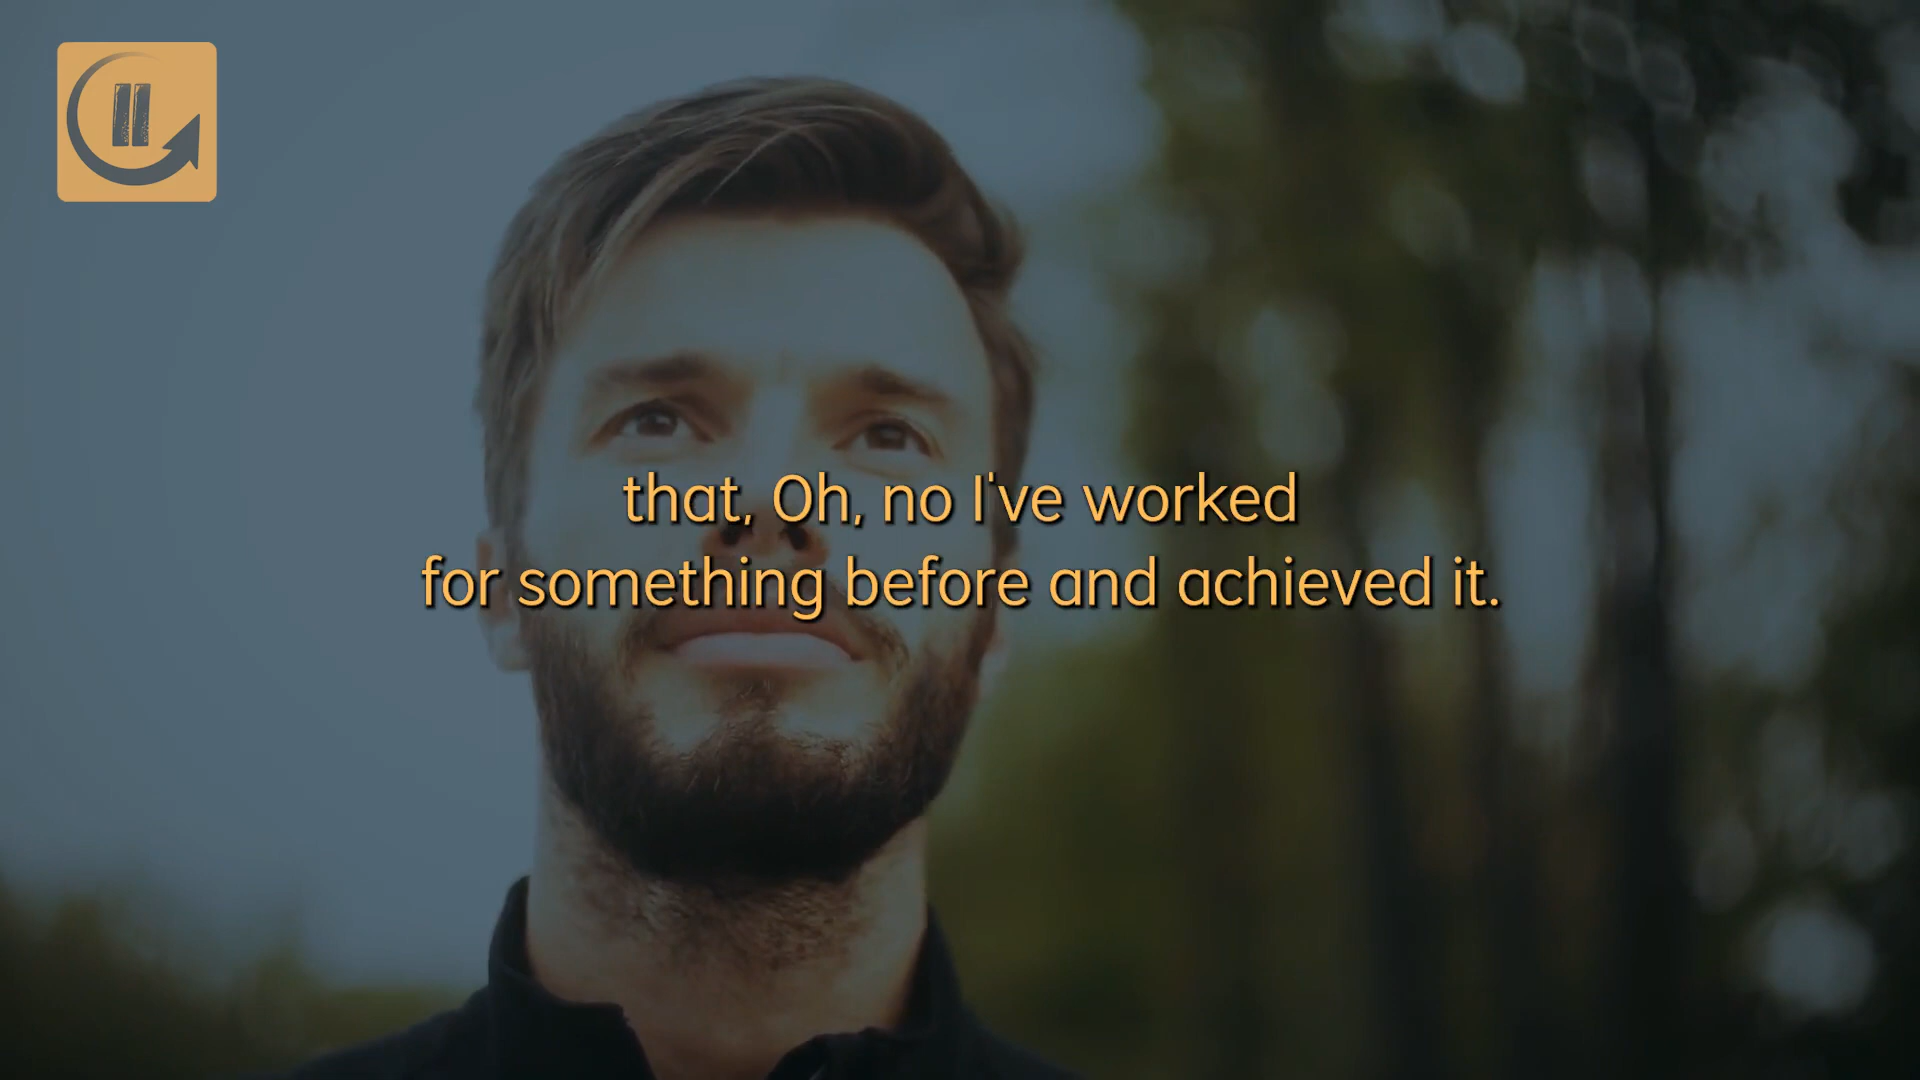 that, Oh, no I've worked
for something before and achieved it.